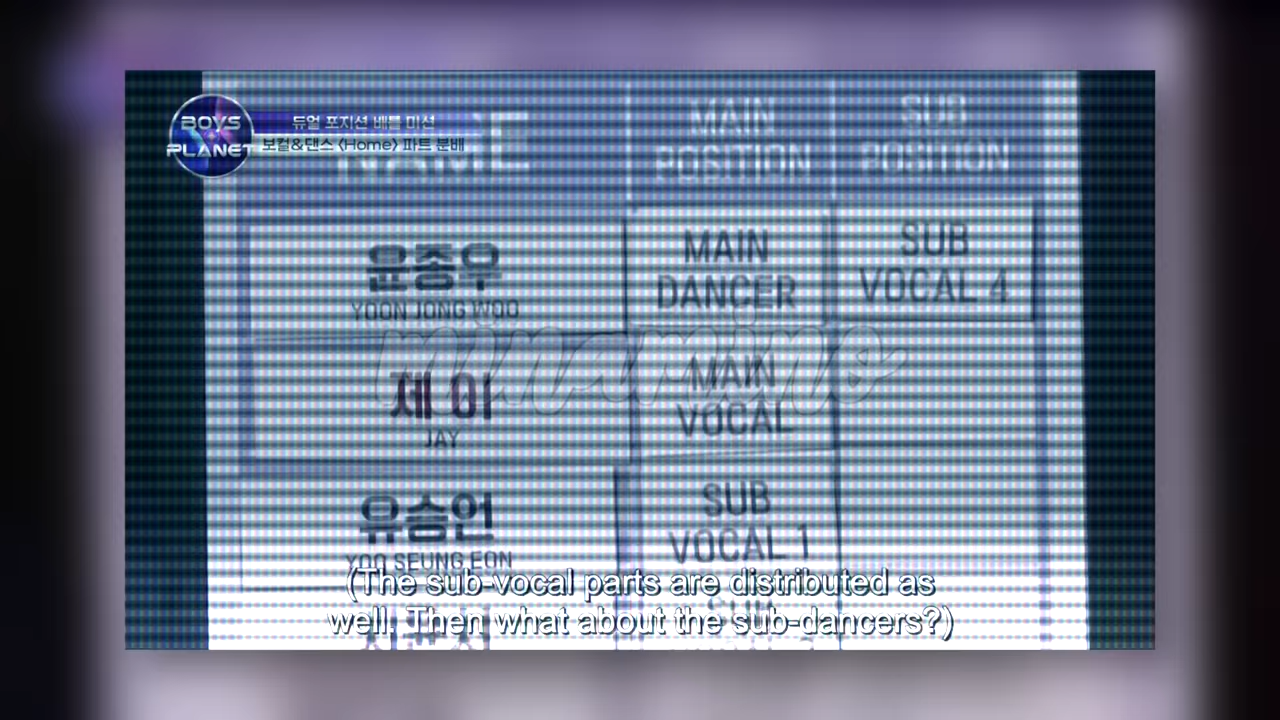 BOYS
PLANET
듀얼 포지션 배틀 미션
보컬&댄스 <Home> 파트 분배
NAME
MAIN
POSITION
SUB
POSITION
윤종우
YOON JONG WOO
MAIN
DANCER
SUB
VOCAL 4
제이
JAY
MAIN
VOCAL
유승언
YOO SEUNG EON
SUB
VOCAL 1
SUB
(The sub-vocal parts are distributed as
well. Then what about the sub-dancers?)